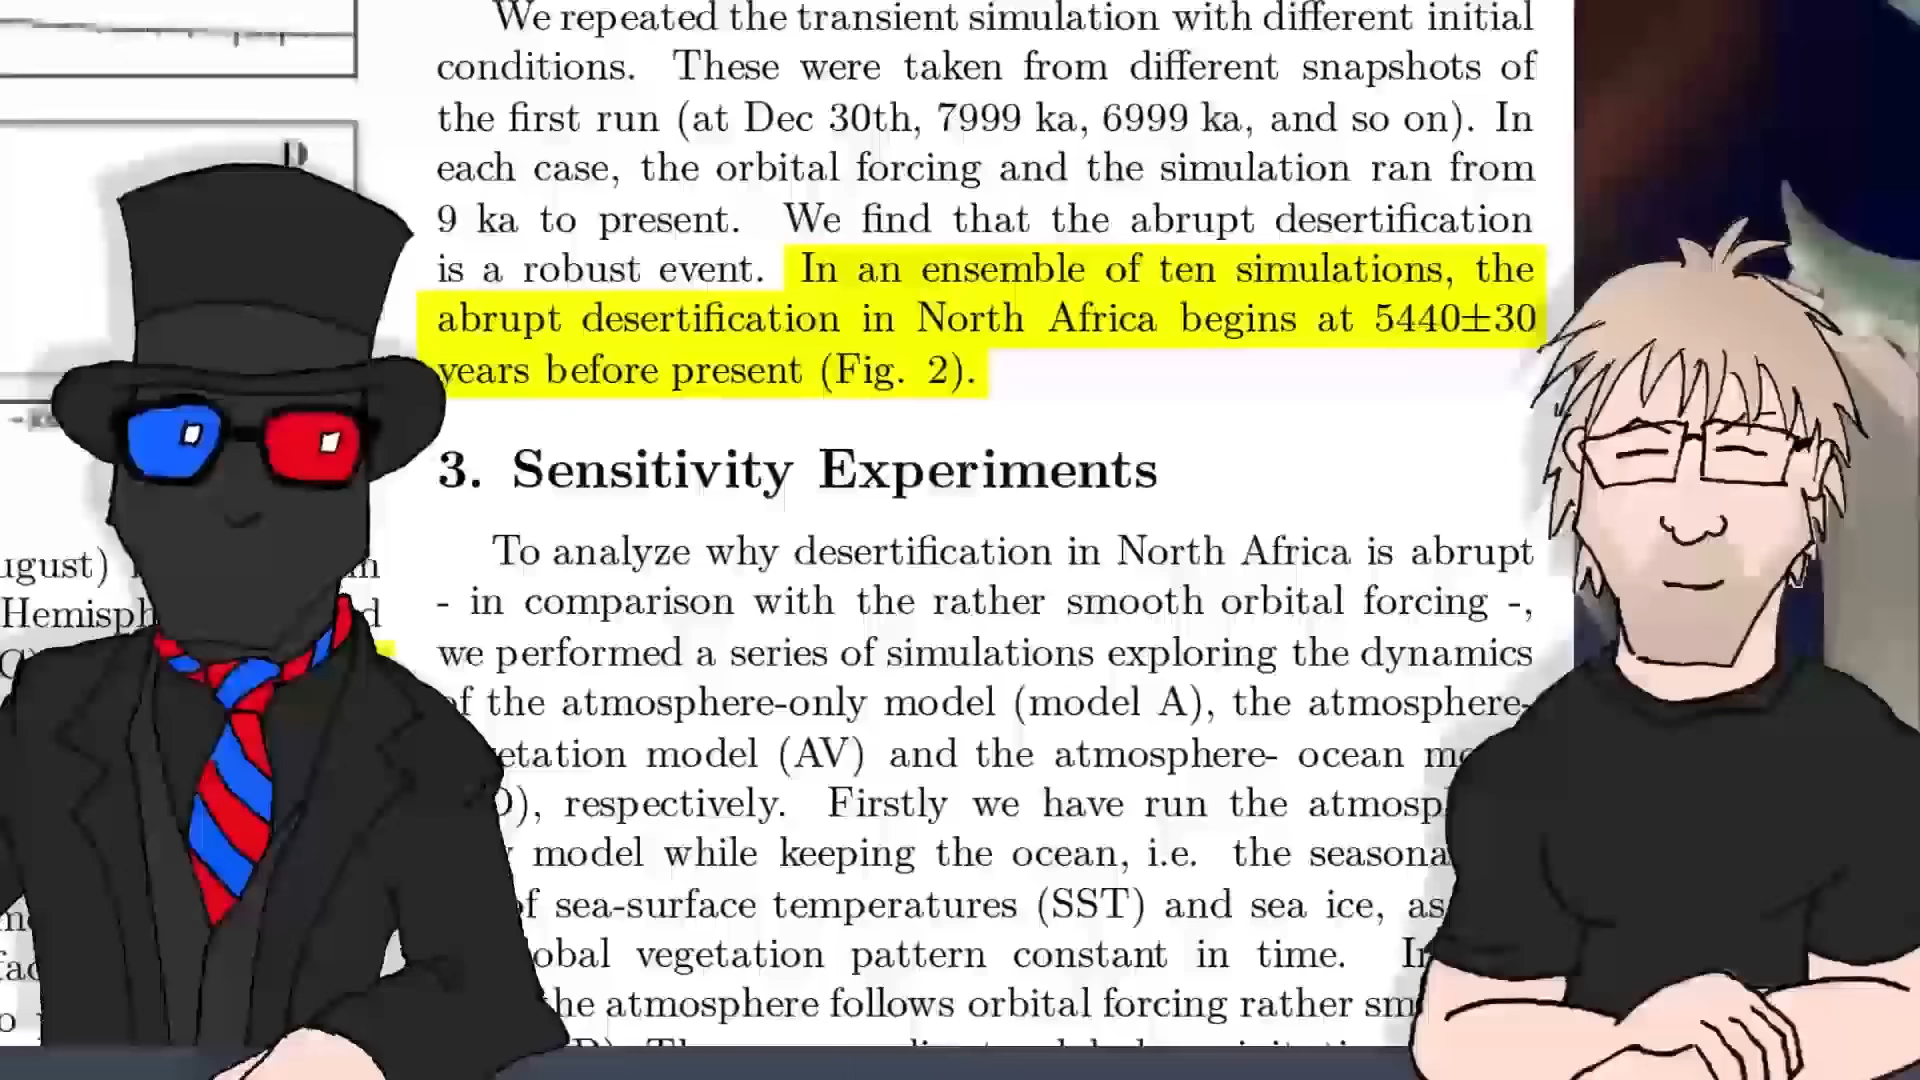 We repeated the transient simulation with different initial
conditions. These were taken from different snapshots of
the first run (at Dec 30th, 7999 ka, 6999 ka, and so on). In
each case, the orbital forcing and the simulation ran from
9 ka to present. We find that the abrupt desertification
is a robust event. In an ensemble of ten simulations, the
abrupt desertification in North Africa begins at 5440±30
years before present (Fig. 2).
3. Sensitivity Experiments
To analyze why desertification in North Africa is abrupt
- in comparison with the rather smooth orbital forcing -,
we performed a series of simulations exploring the dynamics
of the atmosphere-only model (model A), the atmosphere-
etation model (AV) and the atmosphere- ocean
), respectively. Firstly we have run the atmosp
model while keeping the ocean, i.e. the seasona
of sea-surface temperatures (SST) and sea ice, as
obal vegetation pattern constant in time.
he atmosphere follows orbital forcing rather sm
D
ugust)
Hemisph